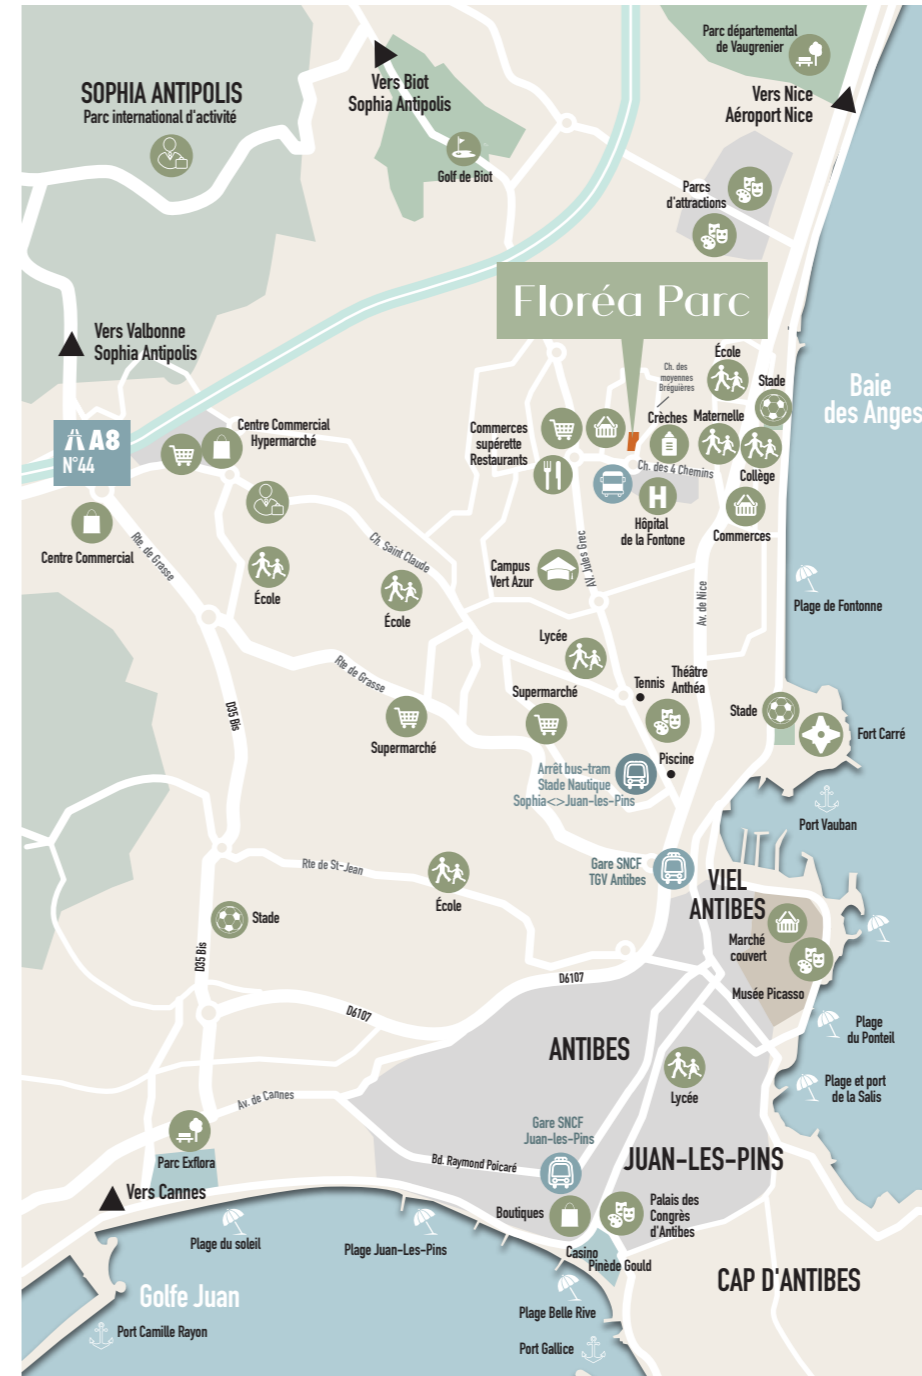 Parc départemental
de Vaugrenier
SOPHIA ANTIPOLIS
Parc international d'activité
Vers Biot
Sophia Antipolis
Vers Nice
Aéroport Nice
Golf de Biot
Parcs
d'attractions
Floréa Parc
Vers Valbonne
Sophia Antipolis
Ch. des
moyennes
Bréguières
École
Stade
Baie
des Anges
A8
N°44
Centre Commercial
Hypermarché
Commerces
supérette
Restaurants
Crèches
Maternelle
Collège
Ch. des 4 Chemins
H
Hôpital
de la Fontone
Commerces
Centre Commercial
Rte. de Grasse
Ch. Saint Claude
AV. Jules Grec
Campus
Vert Azur
École
École
Av. de Nice
Plage de Fontonne
Lycée
Rte de Grasse
Tennis
Théâtre
Anthéa
Supermarché
Supermarché
D35 Bis
Stade
Fort Carré
Piscine
Arrêt bus-tram
Stade Nautique
Sophia<>Juan-les-Pins
Port Vauban
Gare SNCF
TGV Antibes
VIEL
ANTIBES
Rte de St-Jean
École
Stade
Marché
couvert
Musée Picasso
D35 Bis
D6107
D6107
Plage
du Ponteil
ANTIBES
Lycée
Plage et port
de la Salis
Av. de Cannes
Gare SNCF
Juan-les-Pins
Parc Exflora
Bd. Raymond Poicaré
JUAN-LES-PINS
Vers Cannes
Boutiques
Palais des
Congrès
d'Antibes
Plage du soleil
Plage Juan-Les-Pins
Casino
Pinède Gould
CAP D'ANTIBES
Golfe Juan
Plage Belle Rive
Port Camille Rayon
Port Gallice